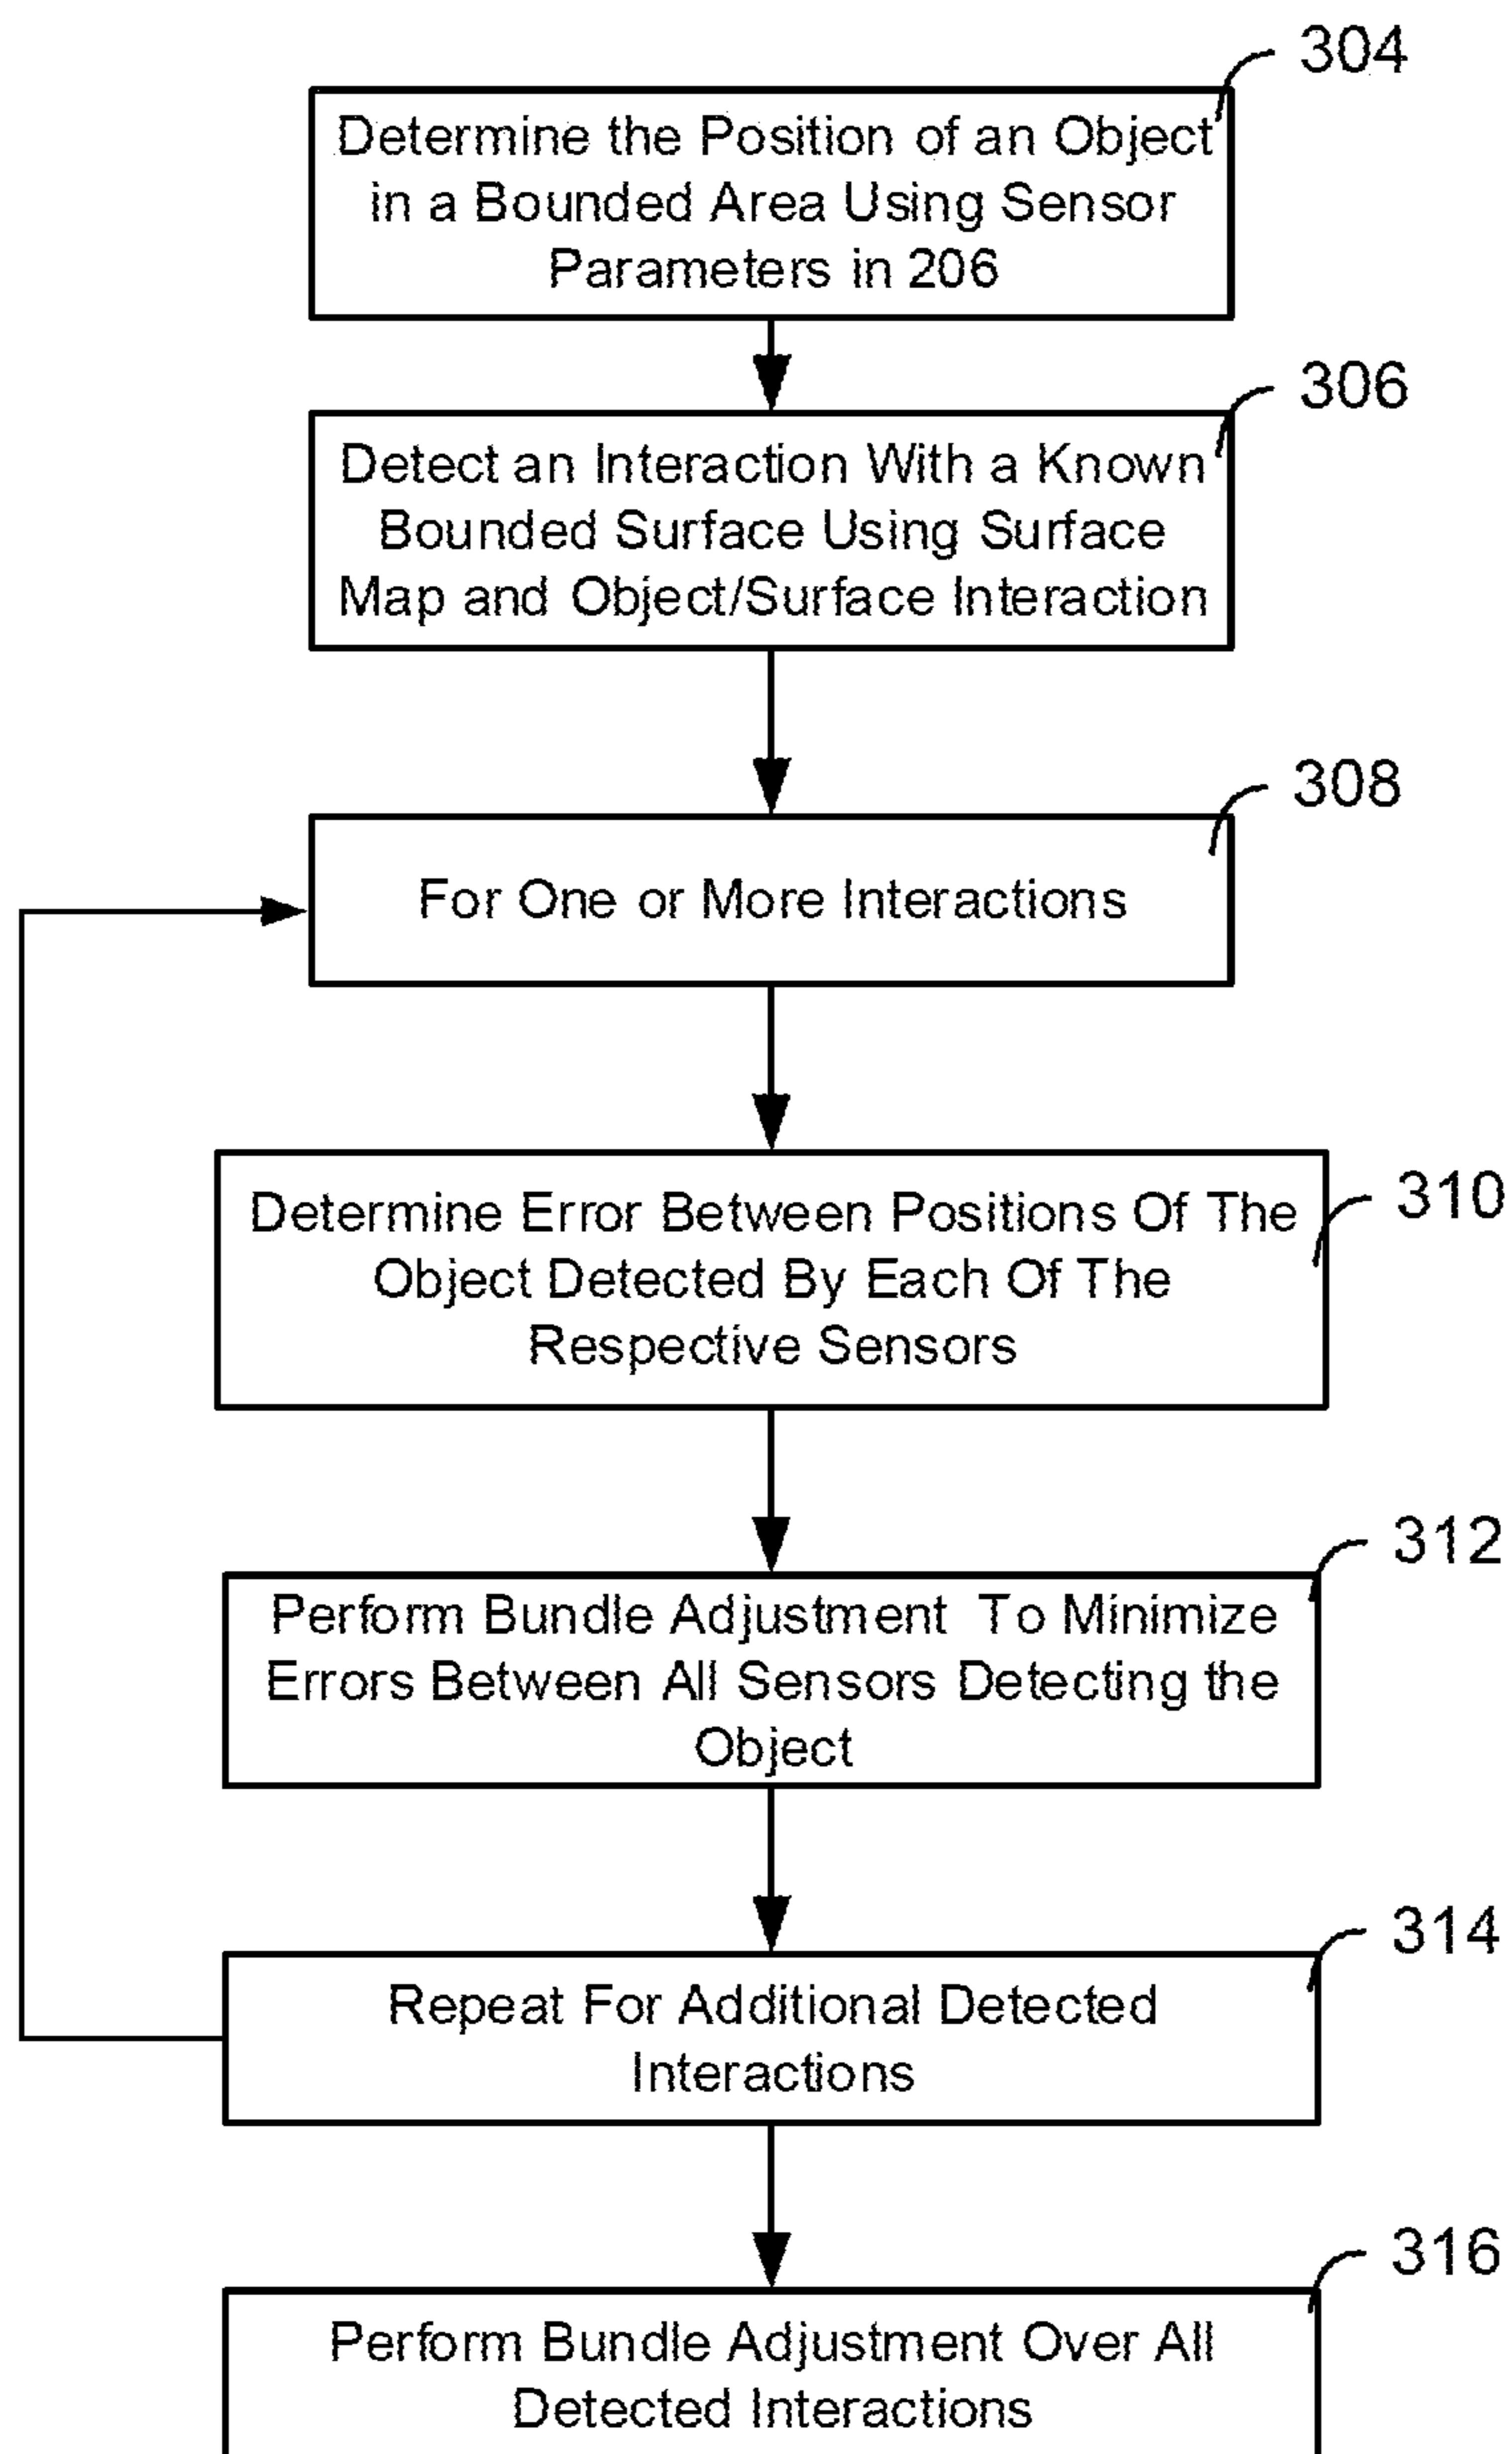 304
Determine the Position of an Object
in a Bounded Area Using Sensor
Parameters in 206
306
Detect an Interaction With a Known
Bounded Surface Using Surface
Map and Object/Surface Interaction
308
For One or More Interactions
310
Determine Error Between Positions Of The
Object Detected By Each Of The
Respective Sensors
312
Perform Bundle Adjustment To Minimize
Errors Between All Sensors Detecting the
Object
314
Repeat For Additional Detected
Interactions
316
Perform Bundle Adjustment Over All
Detected Interactions